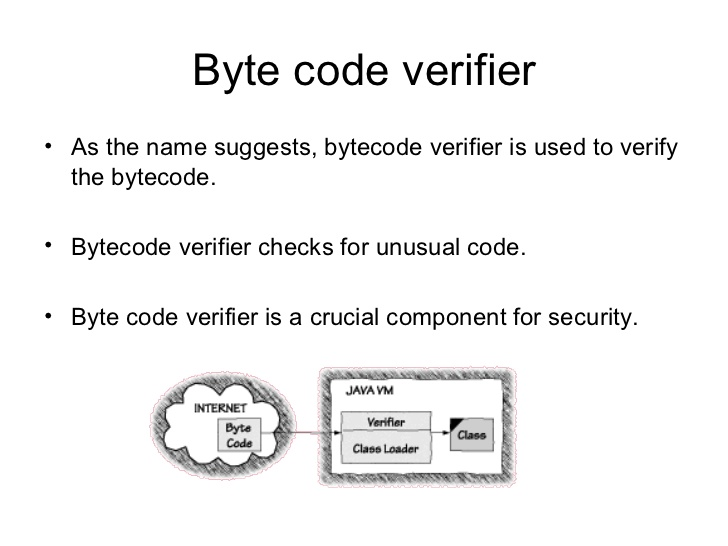 Byte code verifier
• As the name suggests, bytecode verifier is used to verify
the bytecode.
• Bytecode verifier checks for unusual code.
• Byte code verifier is a crucial component for security.
INTERNET
Byte
Code
JAVA VM
Verifier
Class Loader
Class